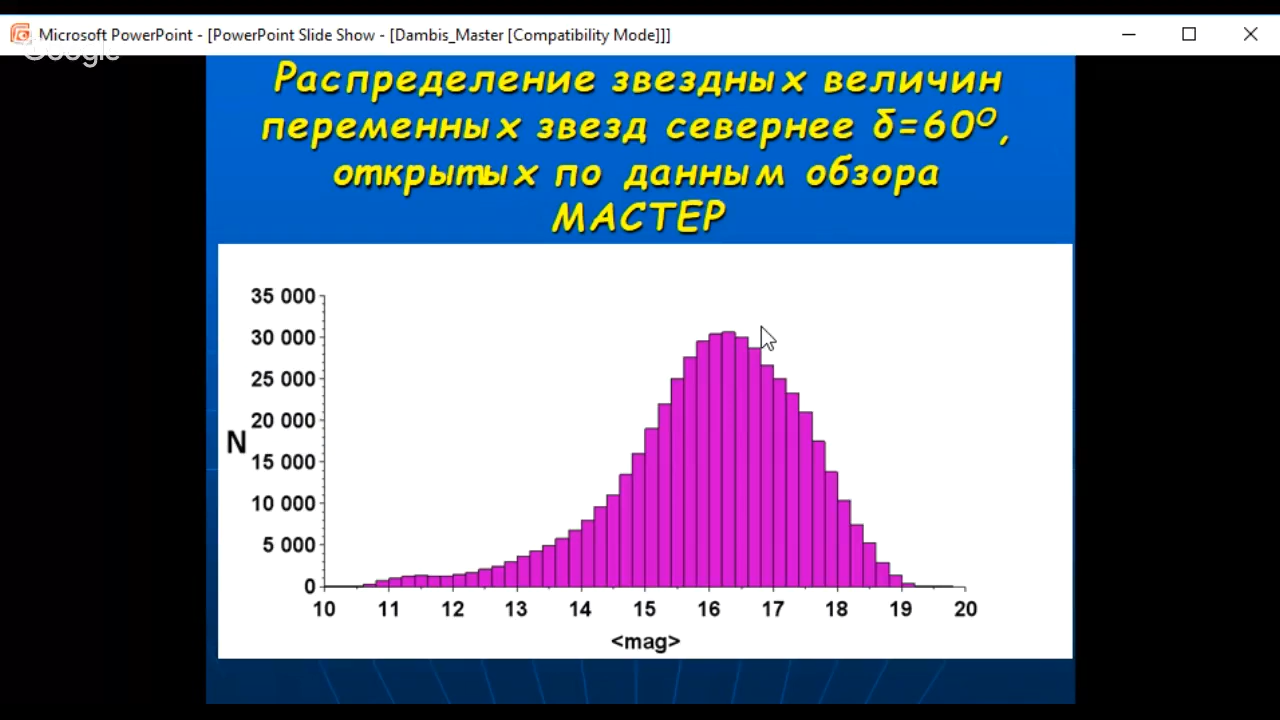 Microsoft PowerPoint - [PowerPoint Slide Show - [Dambis_Master [Compatibility Mode]]]
Google
Распределение звездных величин
переменных звезд севернее δ=60°,
открытых по данным обзора
МАСТЕР
35 000
30 000
25 000
20 000
N
15 000
10 000
5 000
0
10 11 12 13 14 15 16 17 18 19 20
<mag>